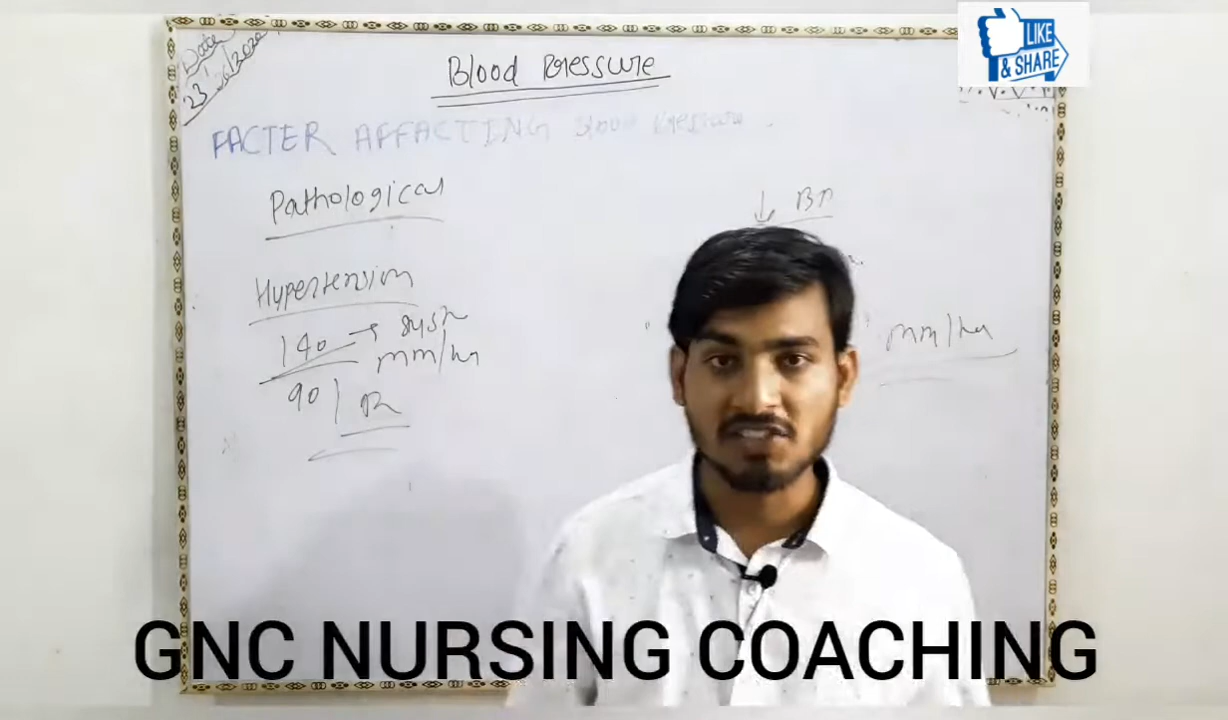 LIKE
& SHARE
Date
Blood Pressure
FACTER AFFACTING Blood Pressure
Pathological
↓ BP
Hypertension
140 → sys
mm/hg
90
mm/hg
GNC NURSING COACHING